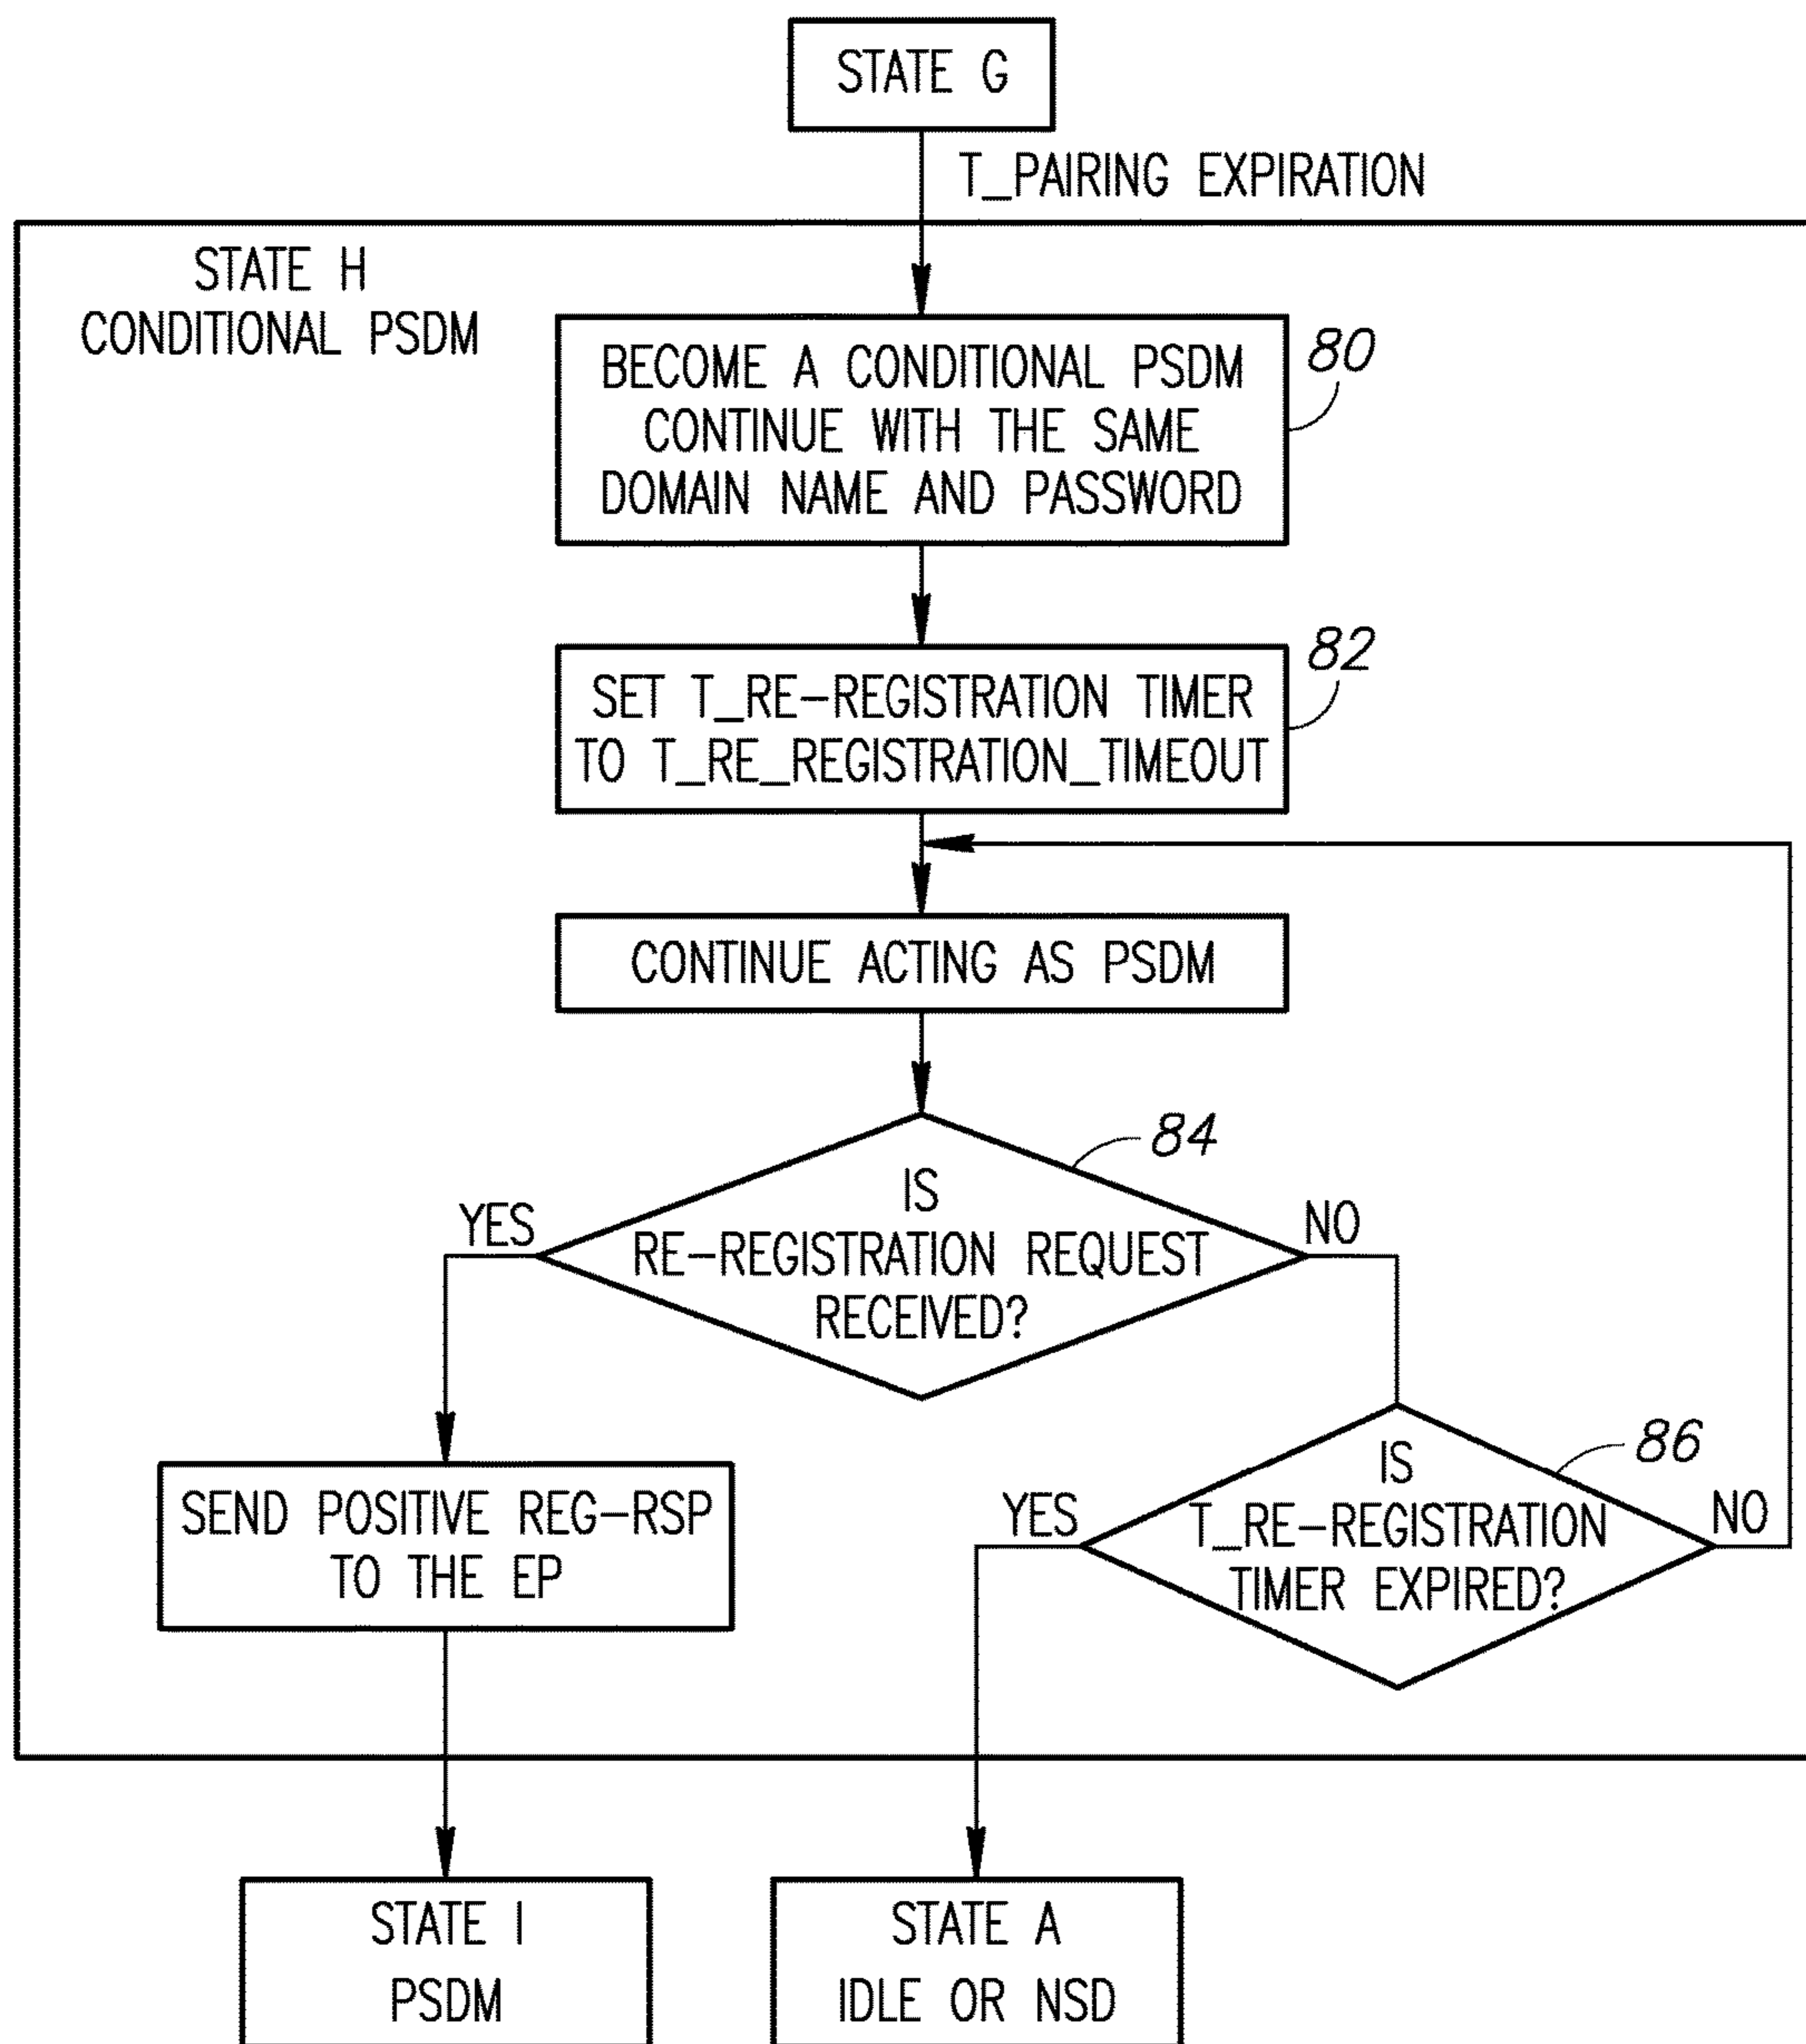 STATE G
T_PAIRING EXPIRATION
STATE H
CONDITIONAL PSDM
BECOME A CONDITIONAL PSDM
CONTINUE WITH THE SAME
DOMAIN NAME AND PASSWORD
80
SET T_RE-REGISTRATION TIMER
TO T_RE_REGISTRATION_TIMEOUT
82
CONTINUE ACTING AS PSDM
84
IS
RE-REGISTRATION REQUEST
RECEIVED?
YES
NO
SEND POSITIVE REG-RSP
TO THE EP
86
IS
T_RE-REGISTRATION
TIMER EXPIRED?
YES
NO
STATE I
PSDM
STATE A
IDLE OR NSD